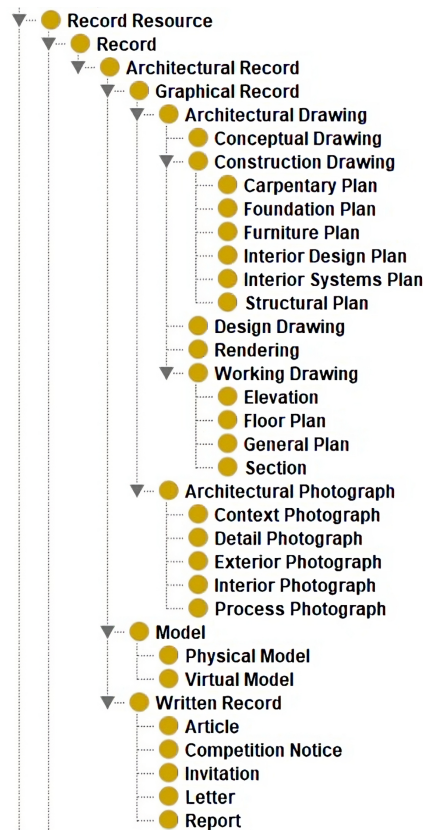 Record Resource
Record
Architectural Record
Graphical Record
Architectural Drawing
Conceptual Drawing
Construction Drawing
Carpentary Plan
Foundation Plan
Furniture Plan
Interior Design Plan
Interior Systems Plan
Structural Plan
Design Drawing
Rendering
Working Drawing
Elevation
Floor Plan
General Plan
Section
Architectural Photograph
Context Photograph
Detail Photograph
Exterior Photograph
Interior Photograph
Process Photograph
Model
Physical Model
Virtual Model
Written Record
Article
Competition Notice
Invitation
Letter
Report